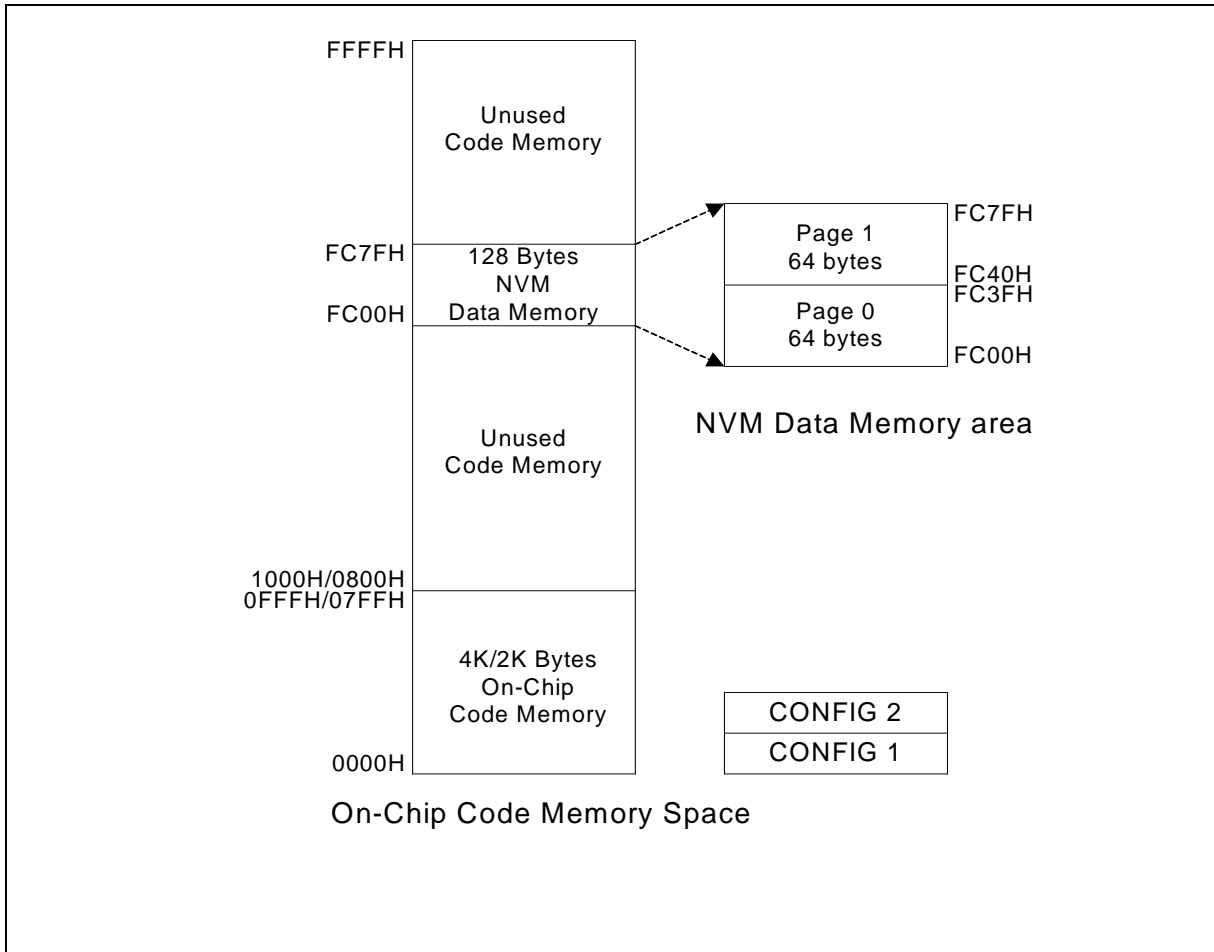 FFFFH
Unused
Code Memory
FC7FH
128 Bytes
NVM
Data Memory
FC00H
Unused
Code Memory
1000H/0800H
0FFFH/07FFH
4K/2K Bytes
On-Chip
Code Memory
0000H
On-Chip Code Memory Space
FC7FH
Page 1
64 bytes
FC40H
FC3FH
Page 0
64 bytes
FC00H
NVM Data Memory area
CONFIG 2
CONFIG 1